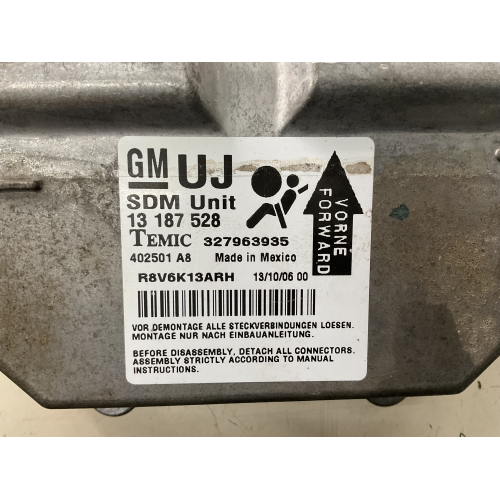 GM UJ
SDM Unit
13 187 528
TEMIC 327963935
402501 A8 Made in Mexico
R8V6K13ARH 13/10/06 00
VORNE
FORWARD
VOR DEMONTAGE ALLE STECKVERBINDUNGEN LOESEN.
MONTAGE NUR NACH EINBAUANLEITUNG.
BEFORE DISASSEMBLY, DETACH ALL CONNECTORS.
ASSEMBLY STRICTLY ACCORDING TO MANUAL
INSTRUCTIONS.